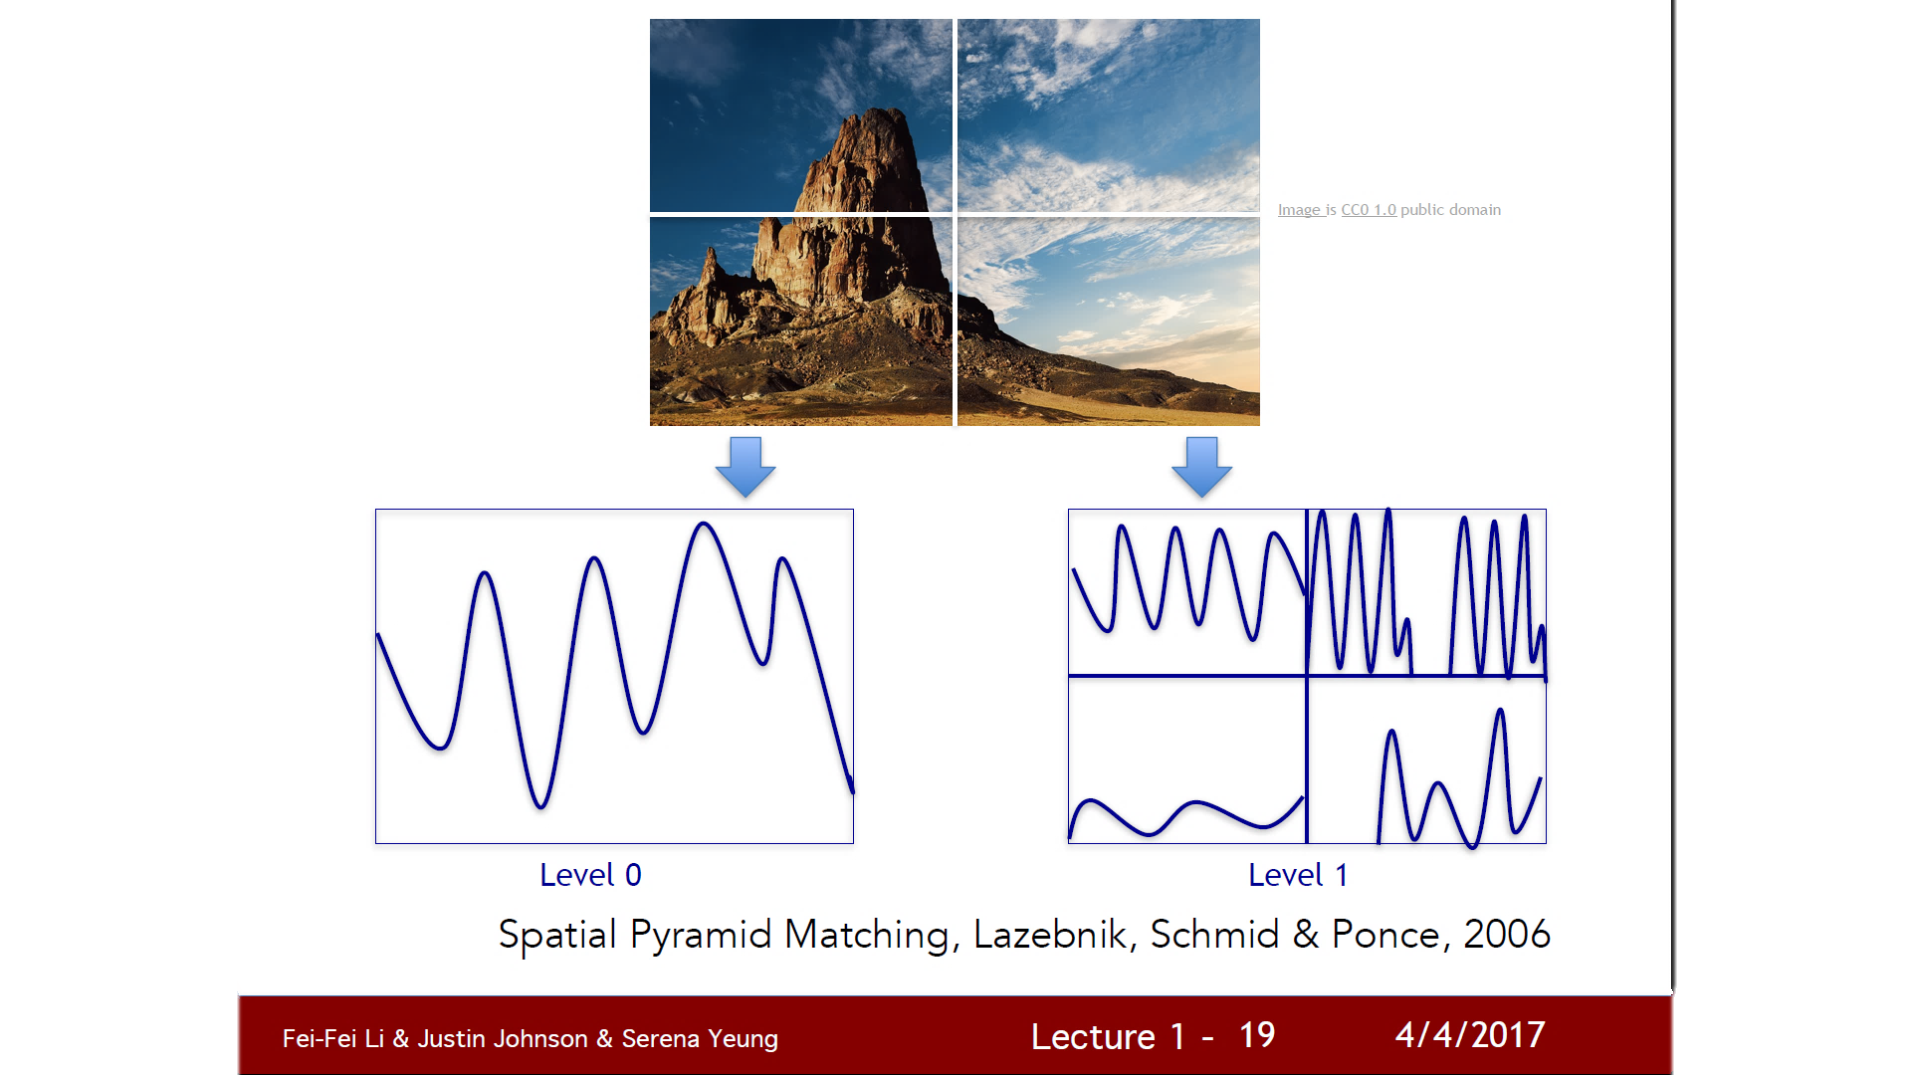 Image is CC0 1.0 public domain
Level 0
Level 1
Spatial Pyramid Matching, Lazebnik, Schmid & Ponce, 2006
Fei-Fei Li & Justin Johnson & Serena Yeung
Lecture 1 - 19
4/4/2017